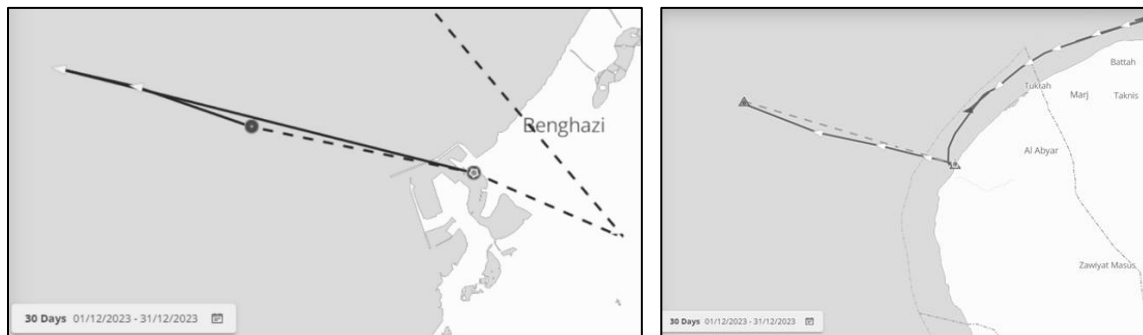 Benghazi
30 Days 01/12/2023 - 31/12/2023
Battah
Tukrah
Marj
Taknis
Al Abyar
Zawiyat Masus
30 Days 01/12/2023 - 31/12/2023